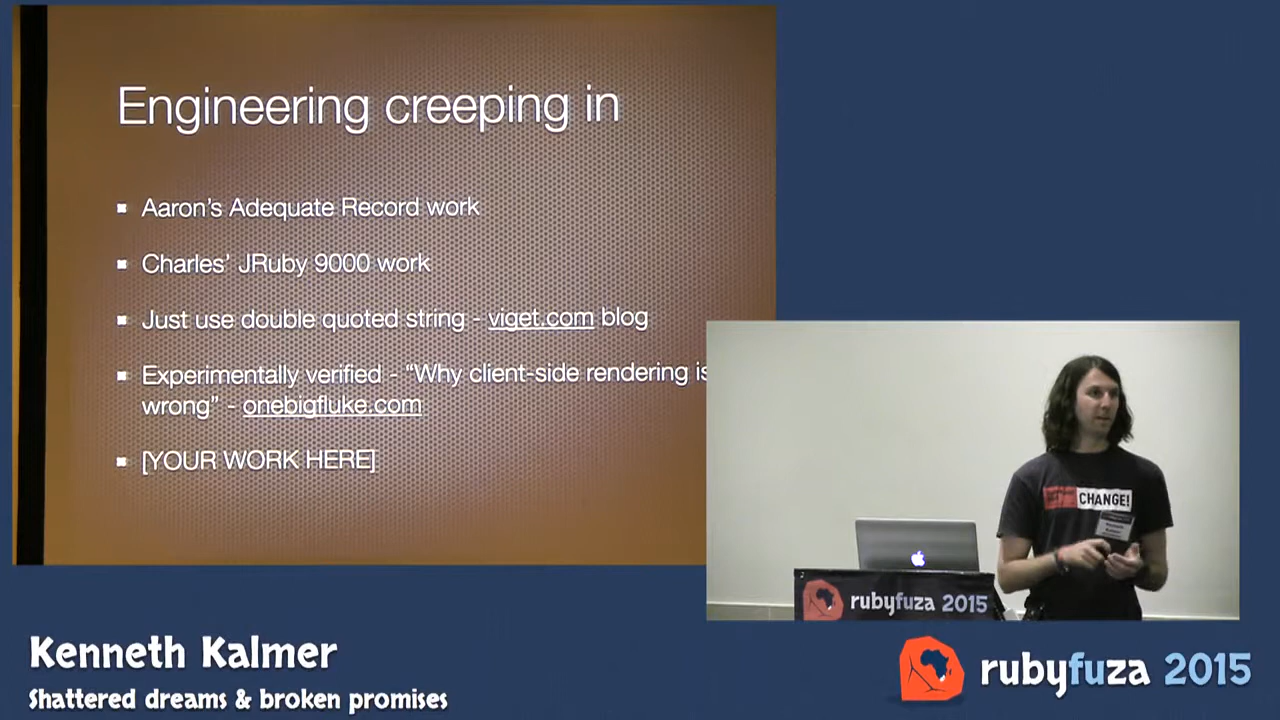 Engineering creeping in
Aaron's Adequate Record work
Charles' JRuby 9000 work
Just use double quoted string - viget.com blog
Experimentally verified - "Why client-side rendering is
wrong" - onebigfluke.com
[YOUR WORK HERE]
CHANGE!
rubyfuza 2015
Kenneth Kalmer
Shattered dreams & broken promises
rubyfuza 2015